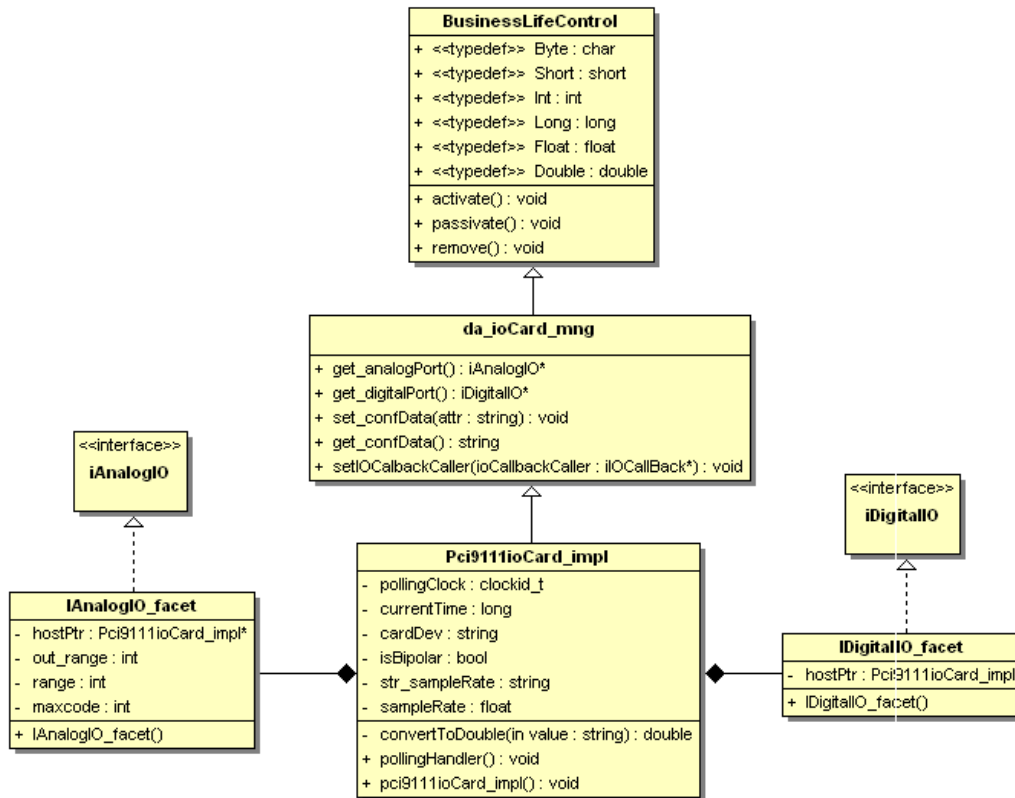 BusinessLifeControl
+ <<typedef>> Byte : char
+ <<typedef>> Short : short
+ <<typedef>> Int : int
+ <<typedef>> Long : long
+ <<typedef>> Float : float
+ <<typedef>> Double : double
+ activate() : void
+ passivate() : void
+ remove() : void
da_ioCard_mng
+ get_analogPort() : iAnalogIO*
+ get_digitalPort() : iDigitalIO*
+ set_confData(attr : string) : void
+ get_confData() : string
+ setIOCalbackCaller(ioCallbackCaller : iIOCallBack*) : void
<<interface>>
iAnalogIO
<<interface>>
iDigitalIO
IAnalogIO_facet
- hostPtr : Pci9111ioCard_impl*
- out_range : int
- range : int
- maxcode : int
+ IAnalogIO_facet()
Pci9111ioCard_impl
- pollingClock : clockid_t
- currentTime : long
- cardDev : string
- isBipolar : bool
- str_sampleRate : string
- sampleRate : float
- convertToDouble(in value : string) : double
+ pollingHandler() : void
+ pci9111ioCard_impl() : void
IDigitalIO_facet
- hostPtr : Pci9111ioCard_impl
+ IDigitalIO_facet()